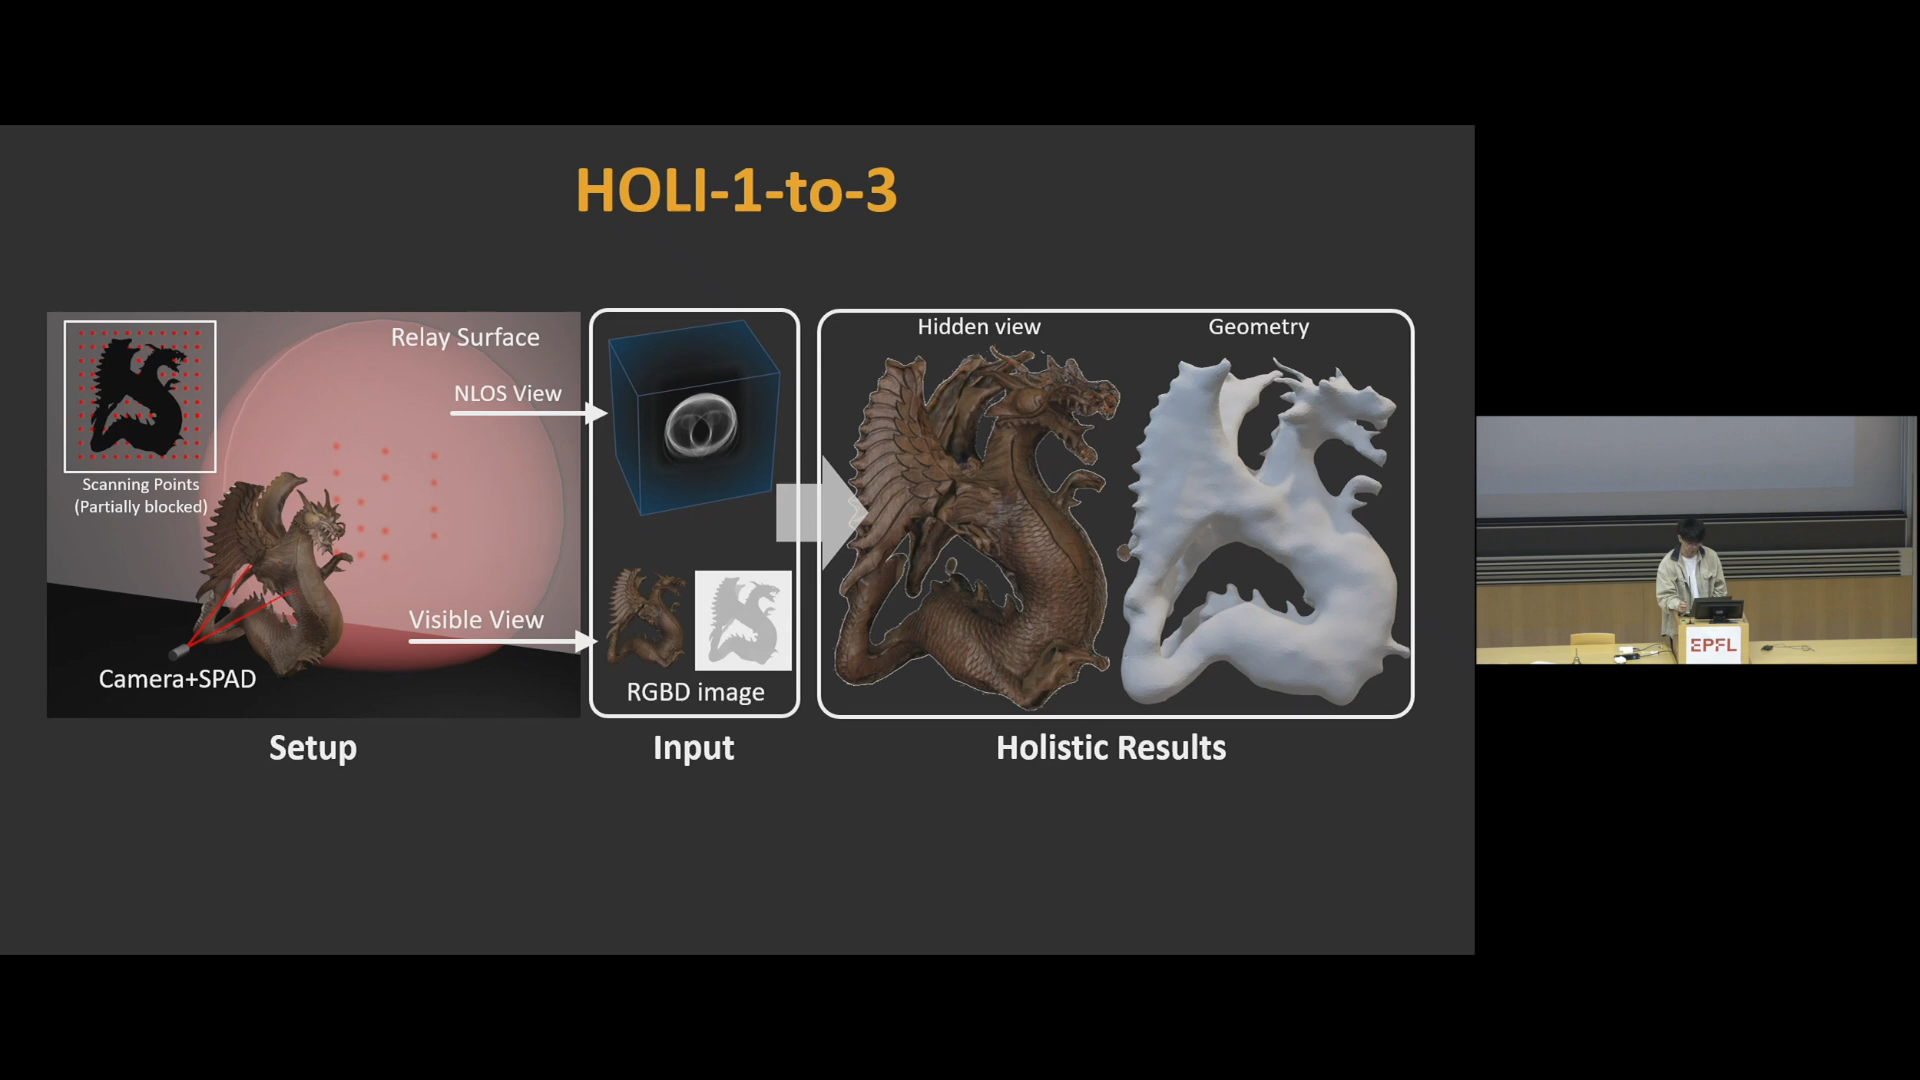 HOLI-1-to-3
Relay Surface
NLOS View
Scanning Points
(Partially blocked)
Visible View
Camera+SPAD
RGBD image
Hidden view
Geometry
Setup
Input
Holistic Results
EPFL